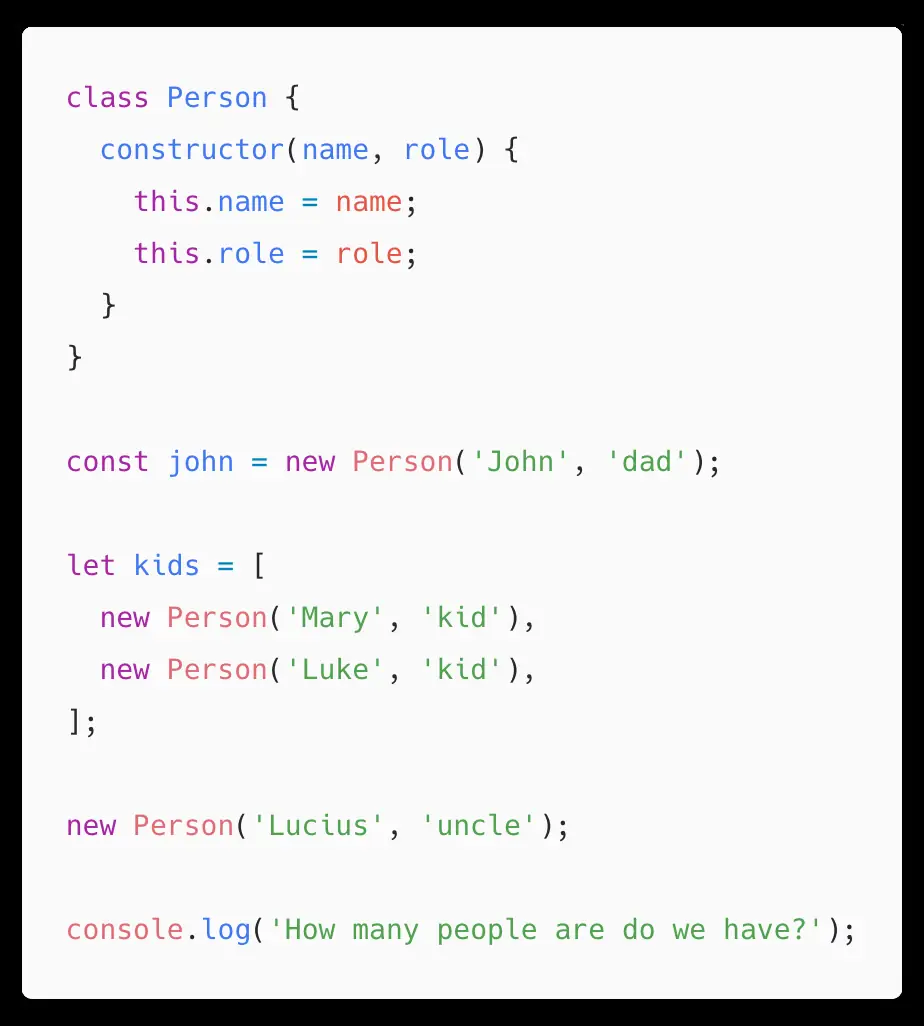 class Person {
  constructor(name, role) {
    this.name = name;
    this.role = role;
  }
}
const john = new Person('John', 'dad');
let kids = [
  new Person('Mary', 'kid'),
  new Person('Luke', 'kid'),
];
new Person('Lucius', 'uncle');
console.log('How many people are do we have?');